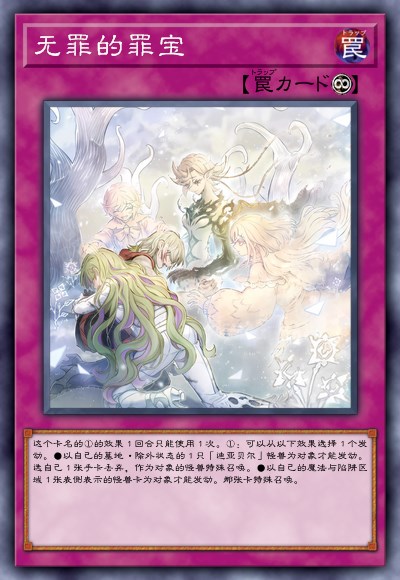 无罪的罪宝
トラップ
罠
トラップ
【罠カード】
这个卡名的①的效果1回合只能使用1次。①：可以从以下效果选择1个发
动。●以自己的墓地·除外状态的1只「迪亚贝尔」怪兽为对象才能发动。
选自己1张手卡丢弃，作为对象的怪兽特殊召唤。●以自己的魔法与陷阱区
域1张表侧表示的怪兽卡为对象才能发动。那张卡特殊召唤。